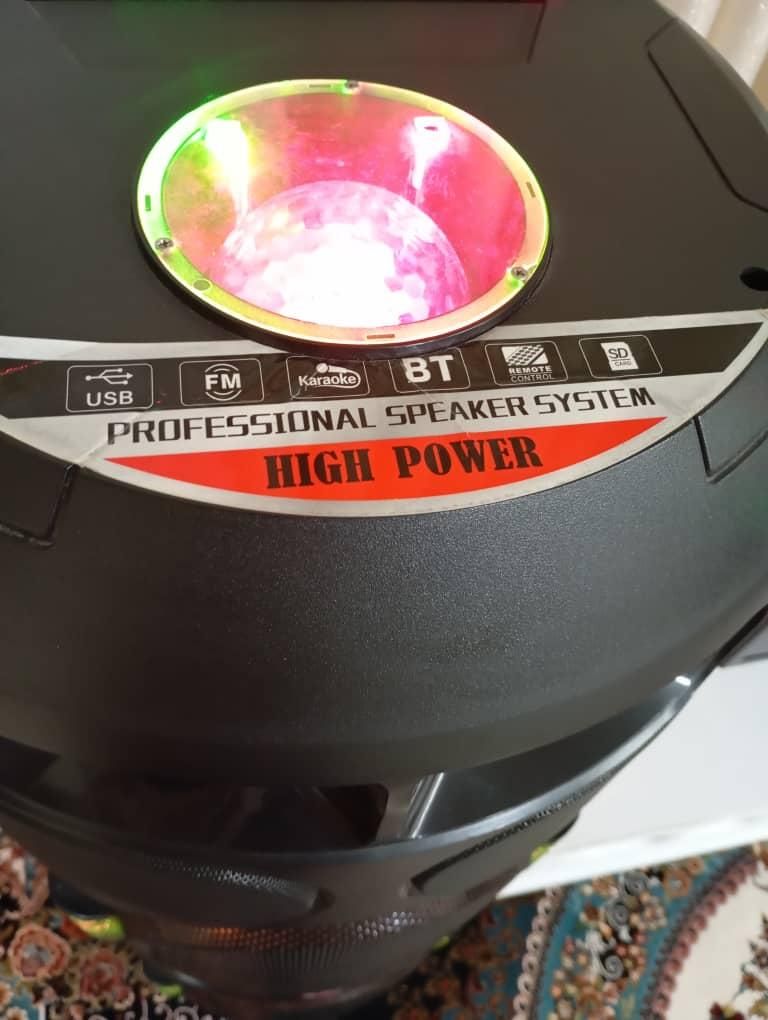 USB
FM
Karaoke
BT
REMOTE
CONTROL
SD
CARD
PROFESSIONAL SPEAKER SYSTEM
HIGH POWER